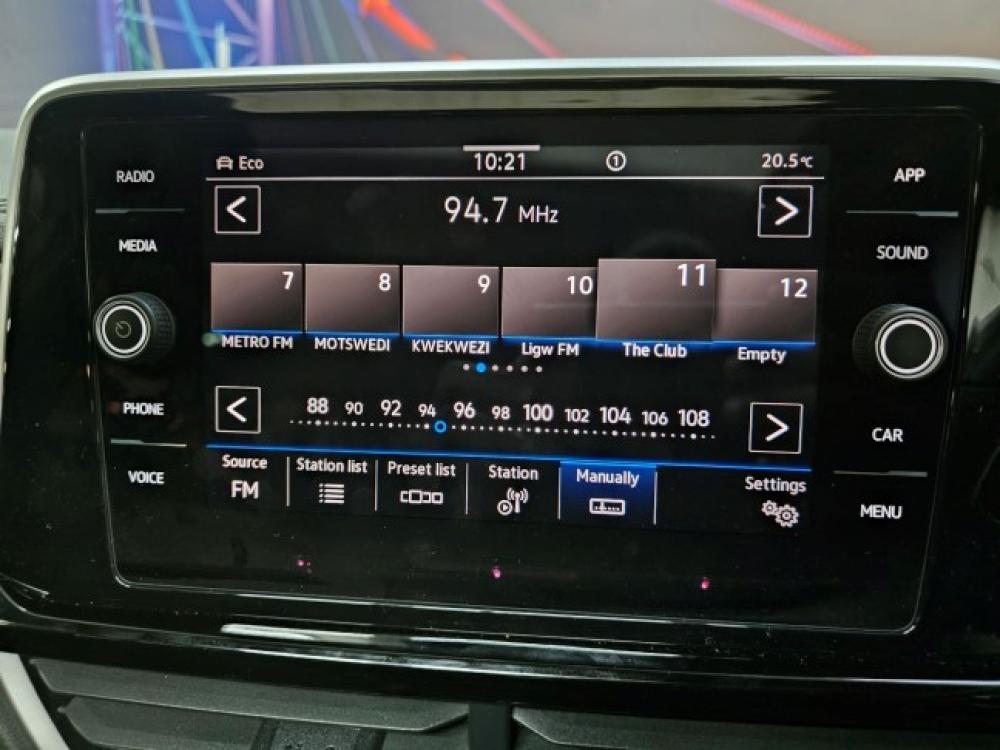 RADIO
MEDIA
PHONE
VOICE
Eco
10:21
1
20.5°C
94.7 MHz
7 8 9 10 11 12
METRO FM MOTSWEDI KWEKWEZI Ligw FM The Club Empty
88 90 92 94 96 98 100 102 104 106 108
Source Station list Preset list Station Manually Settings
FM
APP
SOUND
CAR
MENU